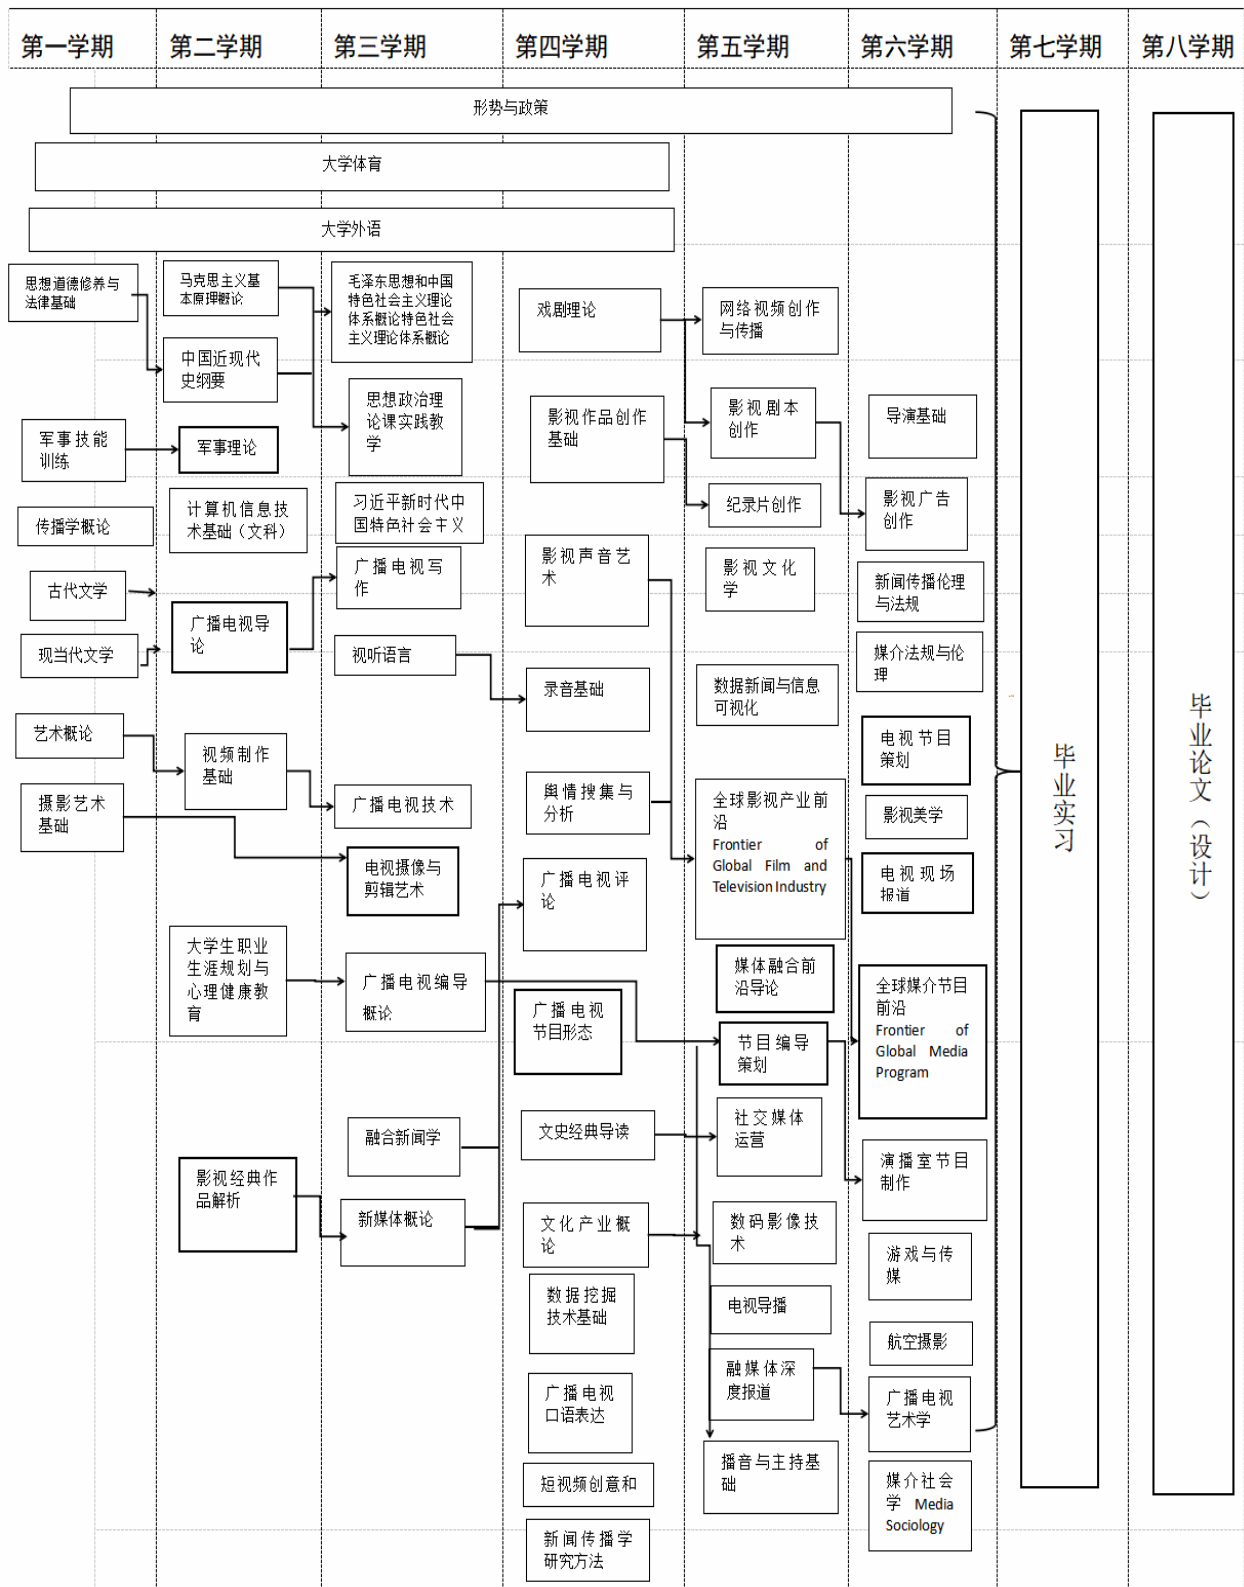 第一学期
第二学期
第三学期
第四学期
第五学期
第六学期
第七学期
第八学期
形势与政策
大学体育
大学外语
思想道德修养与
法律基础
军事技能
训练
传播学概论
古代文学
现当代文学
艺术概论
摄影艺术
基础
马克思主义基
本原理概论
中国近现代
史纲要
军事理论
计算机信息技
术基础（文科）
广播电视导
论
视频制作
基础
大学生职业
生涯规划与
心理健康教
育
影视经典作
品解析
毛泽东思想和中国
特色社会主义理论
体系概论特色社会
主义理论体系概论
思想政治理
论课实践教
学
习近平新时代中
国特色社会主义
广播电视写
作
视听语言
广播电视技术
电视摄像与
剪辑艺术
广播电视编导
概论
融合新闻学
新媒体概论
戏剧理论
影视作品创作
基础
影视声音艺
术
录音基础
舆情搜集与
分析
广播电视评
论
广播电视
节目形态
文史经典导读
文化产业概
论
数据挖掘
技术基础
广播电视
口语表达
短视频创意和
新闻传播学
研究方法
网络视频创作
与传播
影视剧本
创作
纪录片创作
影视文化
学
数据新闻与信息
可视化
全球影视产业前
沿
Frontier of
Global Film and
Television Industry
媒体融合前
沿导论
节目编导
策划
社交媒体
运营
数码影像技
术
电视导播
融媒体深
度报道
播音与主持基
础
导演基础
影视广告
创作
新闻传播伦理
与法规
媒介法规与伦
理
电视节目
策划
影视美学
电视现场
报道
全球媒介节目
前沿
Frontier of
Global Media
Program
演播室节目
制作
游戏与传
媒
航空摄影
广播电视
艺术学
媒介社会
学 Media
Sociology
毕业实习
毕业论文（设计）